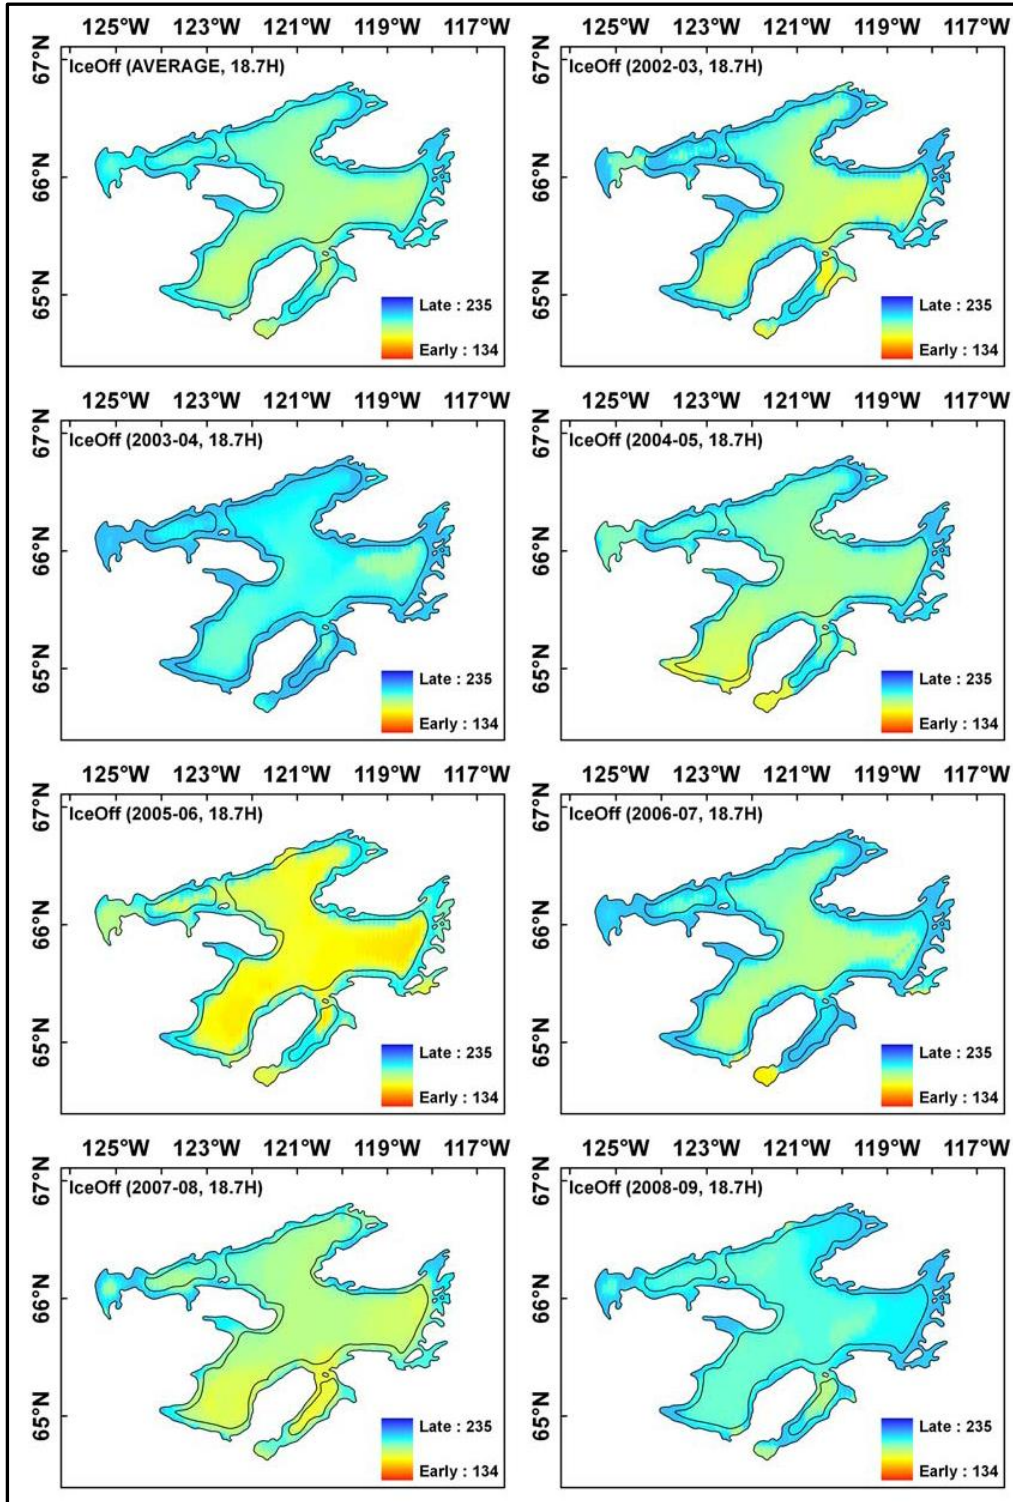 125°W 123°W 121°W 119°W 117°W 125°W 123°W 121°W 119°W 117°W
67°N IceOff (AVERAGE, 18.7H) 67°N IceOff (2002-03, 18.7H)
66°N 66°N
65°N Late : 235 65°N Late : 235
Early : 134 Early : 134
125°W 123°W 121°W 119°W 117°W 125°W 123°W 121°W 119°W 117°W
67°N IceOff (2003-04, 18.7H) 67°N IceOff (2004-05, 18.7H)
66°N 66°N
65°N Late : 235 65°N Late : 235
Early : 134 Early : 134
125°W 123°W 121°W 119°W 117°W 125°W 123°W 121°W 119°W 117°W
67°N IceOff (2005-06, 18.7H) 67°N IceOff (2006-07, 18.7H)
66°N 66°N
65°N Late : 235 65°N Late : 235
Early : 134 Early : 134
125°W 123°W 121°W 119°W 117°W 125°W 123°W 121°W 119°W 117°W
67°N IceOff (2007-08, 18.7H) 67°N IceOff (2008-09, 18.7H)
66°N 66°N
65°N Late : 235 65°N Late : 235
Early : 134 Early : 134